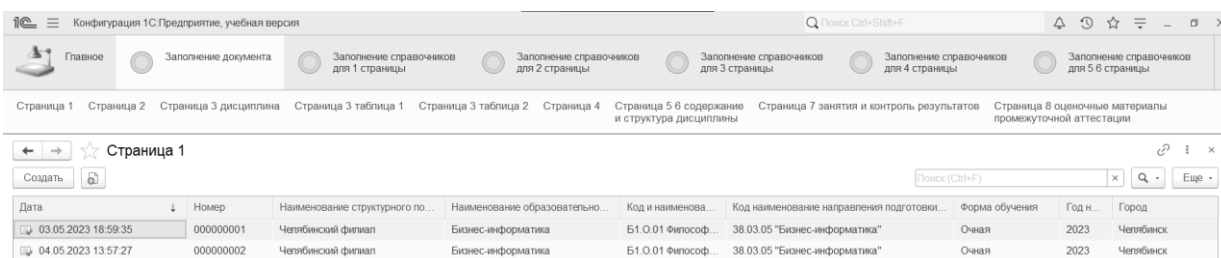 1С Конфигурация 1С:Предприятие, учебная версия Поиск Ctrl+Shift+F
Главное Заполнение документа Заполнение справочников Заполнение справочников Заполнение справочников Заполнение справочников Заполнение справочников
для 1 страницы для 2 страницы для 3 страницы для 4 страницы для 5 6 страницы
Страница 1 Страница 2 Страница 3 дисциплина Страница 3 таблица 1 Страница 3 таблица 2 Страница 4 Страница 5 6 содержание Страница 7 занятия и контроль результатов Страница 8 оценочные материалы
и структура дисциплины промежуточной аттестации
Страница 1
Создать Поиск (Ctrl+F) Еще
Дата Номер Наименование структурного по... Наименование образовательно... Код и наименова... Код наименование направления подготовки... Форма обучения Год н... Город
03.05.2023 18:59:35 000000001 Челябинский филиал Бизнес-информатика Б1.О.01 Философ... 38.03.05 "Бизнес-информатика" Очная 2023 Челябинск
04.05.2023 13:57:27 000000002 Челябинский филиал Бизнес-информатика Б1.О.01 Философ... 38.03.05 "Бизнес-информатика" Очная 2023 Челябинск